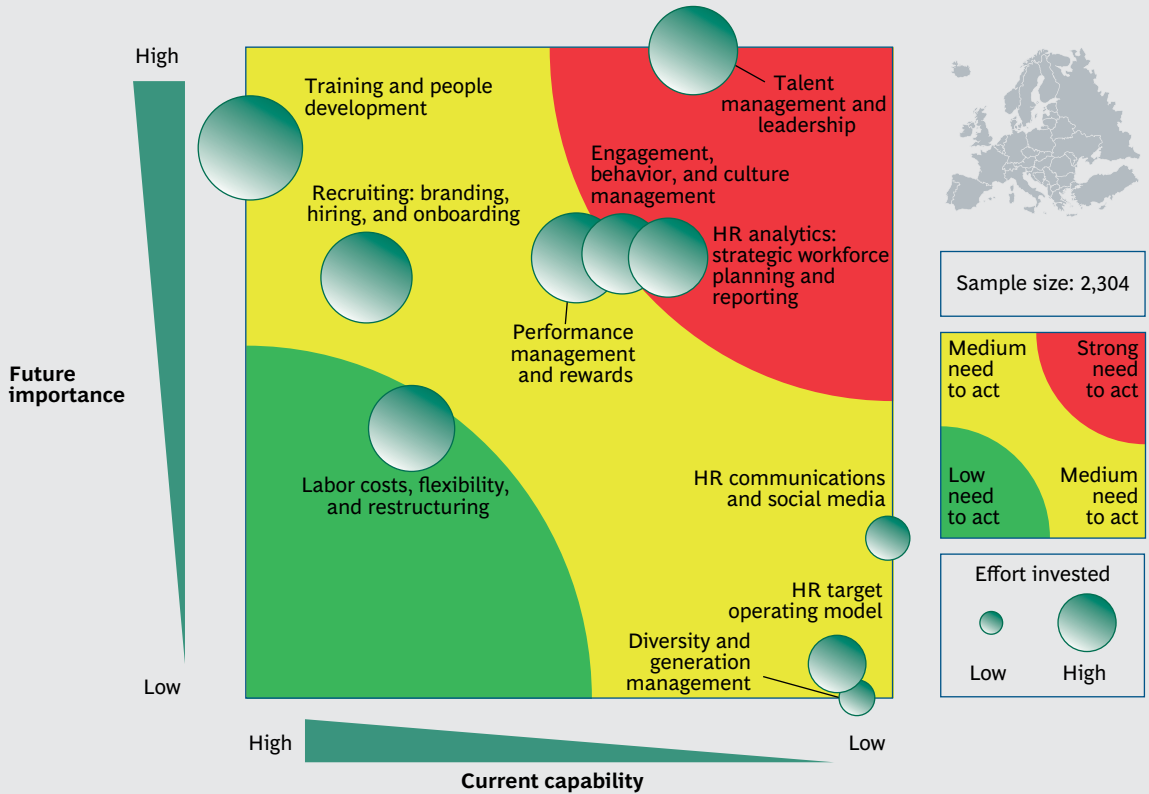 High
Training and people
development
Talent
management and
leadership
Engagement,
behavior, and culture
management
Recruiting: branding,
hiring, and onboarding
HR analytics:
strategic workforce
planning and
reporting
Sample size: 2,304
Performance
management
and rewards
Future
importance
Medium
need
to act
Strong
need
to act
Low
need
to act
Medium
need
to act
Labor costs, flexibility,
and restructuring
HR communications
and social media
HR target
operating model
Diversity and
generation
management
Effort invested
Low
High
Low
High
Low
Current capability